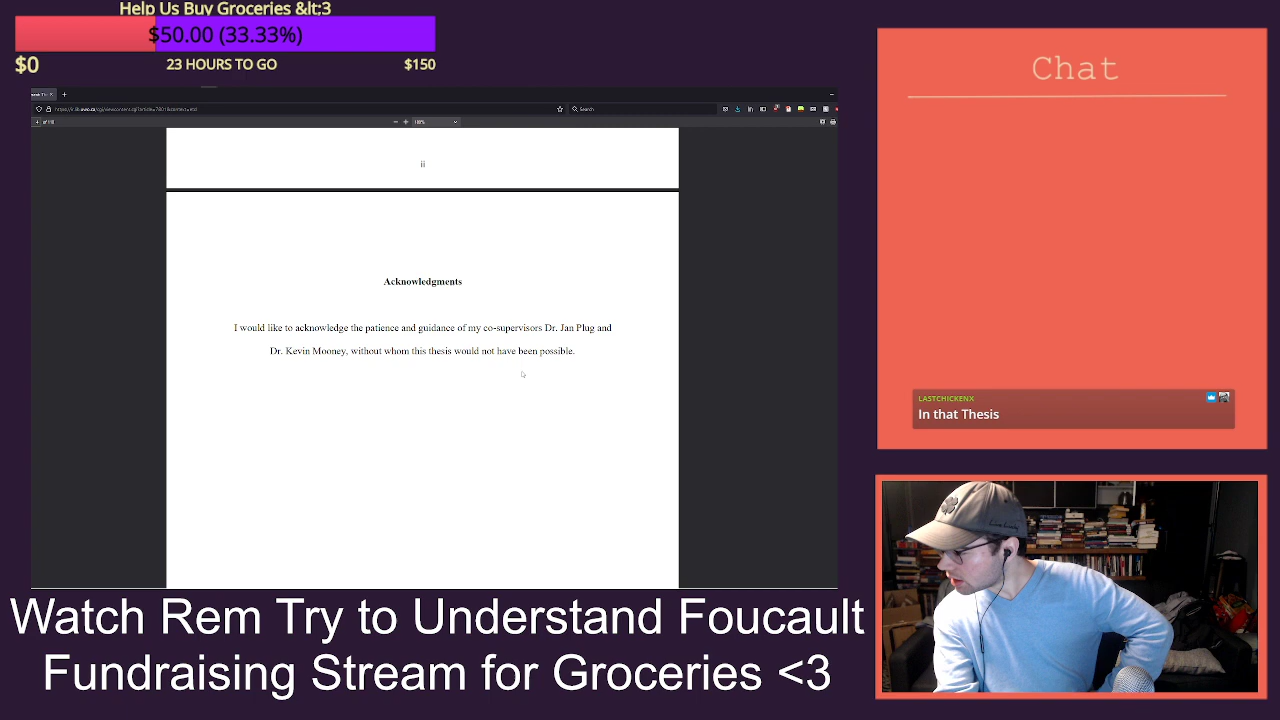 Help Us Buy Groceries &lt;3
$50.00 (33.33%)
$0
23 HOURS TO GO
$150
Search
ii
Acknowledgments
I would like to acknowledge the patience and guidance of my co-supervisors Dr. Jan Plug and
Dr. Kevin Mooney, without whom this thesis would not have been possible.
Chat
LASTCHICKENX
In that Thesis
Watch Rem Try to Understand Foucault
Fundraising Stream for Groceries <3